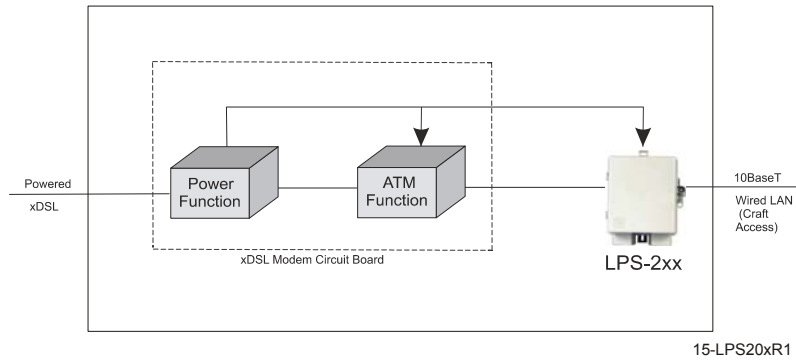 Powered
xDSL
Power
Function
ATM
Function
xDSL Modem Circuit Board
LPS-2xx
10BaseT
Wired LAN
(Craft
Access)
15-LPS20xR1